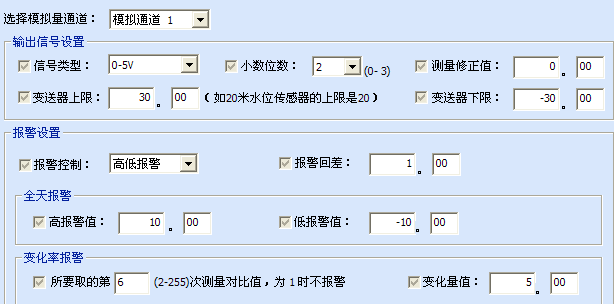 选择模拟量通道： 模拟通道 1
输出信号设置
信号类型： 0-5V 小数位数： 2 (0- 3) 测量修正值： 0 。 00
变送器上限： 30 。 00 （如20米水位传感器的上限是20） 变送器下限： -30 。 00
报警设置
报警控制： 高低报警 报警回差： 1 。 00
全天报警
高报警值： 10 。 00 低报警值： -10 。 00
变化率报警
所要取的第 6 (2-255)次测量对比值，为 1时不报警 变化量值： 5 。 00